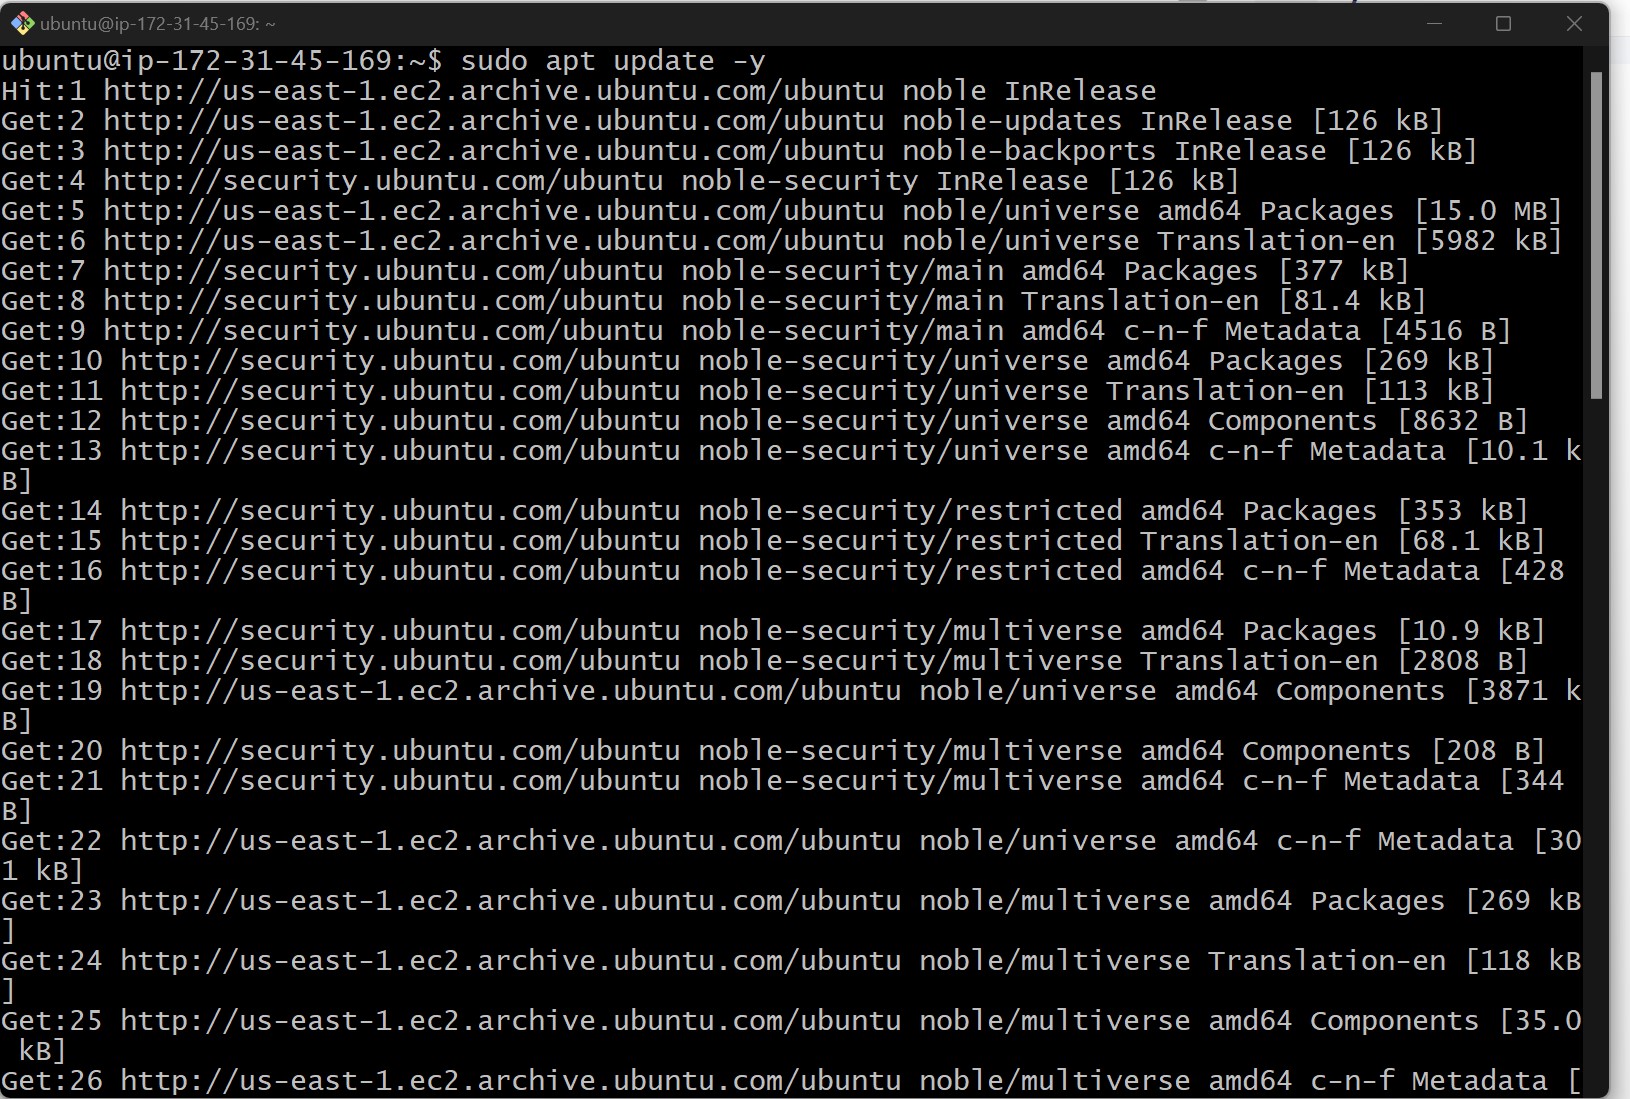 ubuntu@ip-172-31-45-169: ~
ubuntu@ip-172-31-45-169:~$ sudo apt update -y
Hit:1 http://us-east-1.ec2.archive.ubuntu.com/ubuntu noble InRelease
Get:2 http://us-east-1.ec2.archive.ubuntu.com/ubuntu noble-updates InRelease [126 kB]
Get:3 http://us-east-1.ec2.archive.ubuntu.com/ubuntu noble-backports InRelease [126 kB]
Get:4 http://security.ubuntu.com/ubuntu noble-security InRelease [126 kB]
Get:5 http://us-east-1.ec2.archive.ubuntu.com/ubuntu noble/universe amd64 Packages [15.0 MB]
Get:6 http://us-east-1.ec2.archive.ubuntu.com/ubuntu noble/universe Translation-en [5982 kB]
Get:7 http://security.ubuntu.com/ubuntu noble-security/main amd64 Packages [377 kB]
Get:8 http://security.ubuntu.com/ubuntu noble-security/main Translation-en [81.4 kB]
Get:9 http://security.ubuntu.com/ubuntu noble-security/main amd64 c-n-f Metadata [4516 B]
Get:10 http://security.ubuntu.com/ubuntu noble-security/universe amd64 Packages [269 kB]
Get:11 http://security.ubuntu.com/ubuntu noble-security/universe Translation-en [113 kB]
Get:12 http://security.ubuntu.com/ubuntu noble-security/universe amd64 Components [8632 B]
Get:13 http://security.ubuntu.com/ubuntu noble-security/universe amd64 c-n-f Metadata [10.1 k
B]
Get:14 http://security.ubuntu.com/ubuntu noble-security/restricted amd64 Packages [353 kB]
Get:15 http://security.ubuntu.com/ubuntu noble-security/restricted Translation-en [68.1 kB]
Get:16 http://security.ubuntu.com/ubuntu noble-security/restricted amd64 c-n-f Metadata [428
B]
Get:17 http://security.ubuntu.com/ubuntu noble-security/multiverse amd64 Packages [10.9 kB]
Get:18 http://security.ubuntu.com/ubuntu noble-security/multiverse Translation-en [2808 B]
Get:19 http://us-east-1.ec2.archive.ubuntu.com/ubuntu noble/universe amd64 Components [3871 k
B]
Get:20 http://security.ubuntu.com/ubuntu noble-security/multiverse amd64 Components [208 B]
Get:21 http://security.ubuntu.com/ubuntu noble-security/multiverse amd64 c-n-f Metadata [344
B]
Get:22 http://us-east-1.ec2.archive.ubuntu.com/ubuntu noble/universe amd64 c-n-f Metadata [30
1 kB]
Get:23 http://us-east-1.ec2.archive.ubuntu.com/ubuntu noble/multiverse amd64 Packages [269 kB
]
Get:24 http://us-east-1.ec2.archive.ubuntu.com/ubuntu noble/multiverse Translation-en [118 kB
]
Get:25 http://us-east-1.ec2.archive.ubuntu.com/ubuntu noble/multiverse amd64 Components [35.0
 kB]
Get:26 http://us-east-1.ec2.archive.ubuntu.com/ubuntu noble/multiverse amd64 c-n-f Metadata [